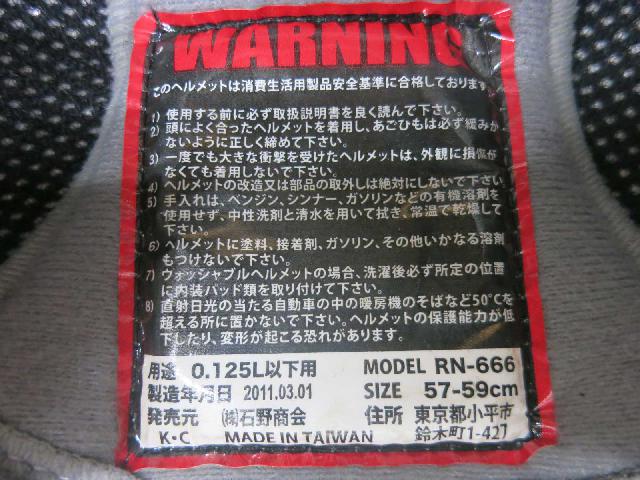 WARNING
このヘルメットは消費生活用製品安全基準に合格しております。
1) 使用する前に必ず取扱説明書を良く読んで下さい。
2) 頭によく合ったヘルメットを着用し、あごひもは必ず緩みか
ないように正しく締めて下さい。
3) 一度でも大きな衝撃を受けたヘルメットは、外観に損傷が
なくても着用しないで下さい。
4) ヘルメットの改造又は部品の取外しは絶対にしないで下さい。
5) 手入れは、ベンジン、シンナー、ガソリンなどの有機溶剤を
使用せず、中性洗剤と清水を用いて拭き、常温で乾燥して
下さい。
6) ヘルメットに塗料、接着剤、ガソリン、その他いかなる溶剤
もつけないで下さい。
7) ウォッシャブルヘルメットの場合、洗濯後必ず所定の位置
に内装パッド類を取り付けて下さい。
8) 直射日光の当たる自動車の中の暖房機のそばなど50℃を
超える所に置かないで下さい。ヘルメットの保護能力が低
下したり、変形が起こる恐れがあります。
用途 0.125L以下用 MODEL RN-666
製造年月日 2011.03.01 SIZE 57-59cm
発売元 ㈱石野商会 住所 東京都小平市
K・C MADE IN TAIWAN 鈴木町1-427